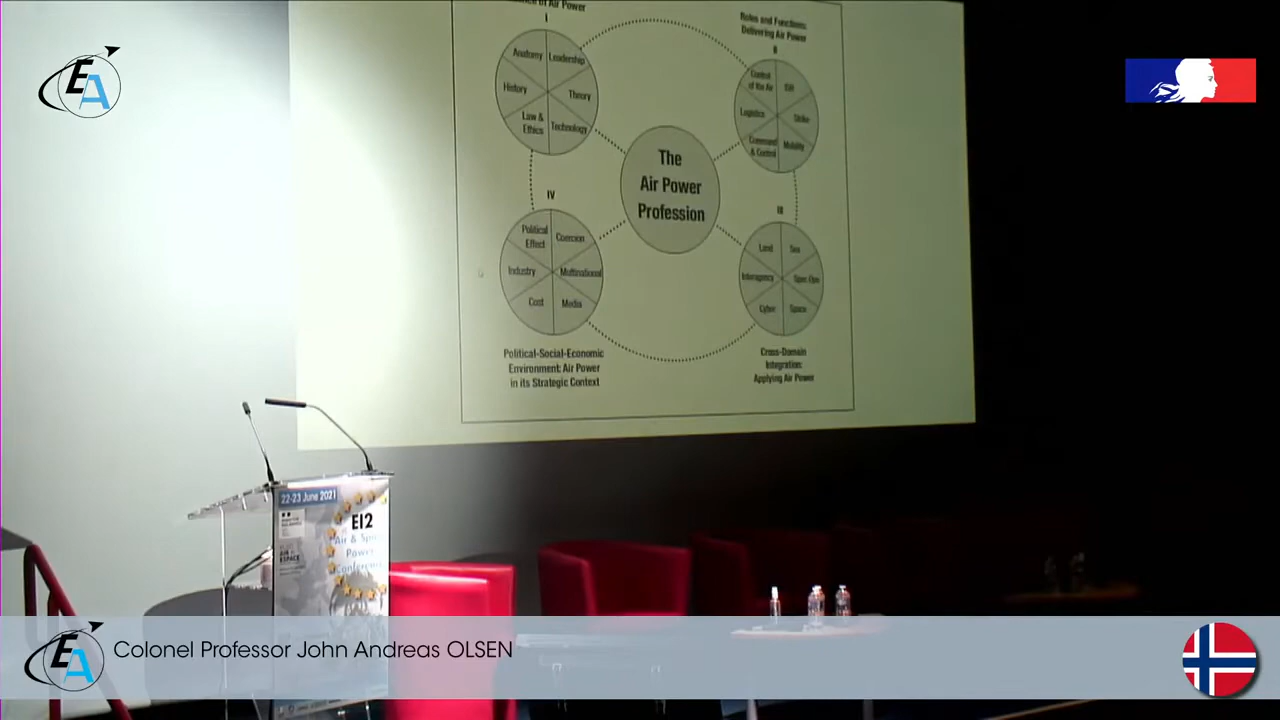 of Air Power
I
Anatomy
Leadership
History
Theory
Law &
Ethics
Technology
Roles and Functions:
Delivering Air Power
II
Control
of the Air
ISR
Logistics
Strike
Command
& Control
Mobility
The
Air Power
Profession
IV
Political
Effect
Coercion
Industry
Multinational
Cost
Media
III
Land
Sea
Interagency
Spec Ops
Cyber
Space
Political-Social-Economic
Environment: Air Power
in its Strategic Context
Cross-Domain
Integration:
Applying Air Power
EA
22-23 June 2021
EI2
Air & Space
Power
Conference
EA
Colonel Professor John Andreas OLSEN